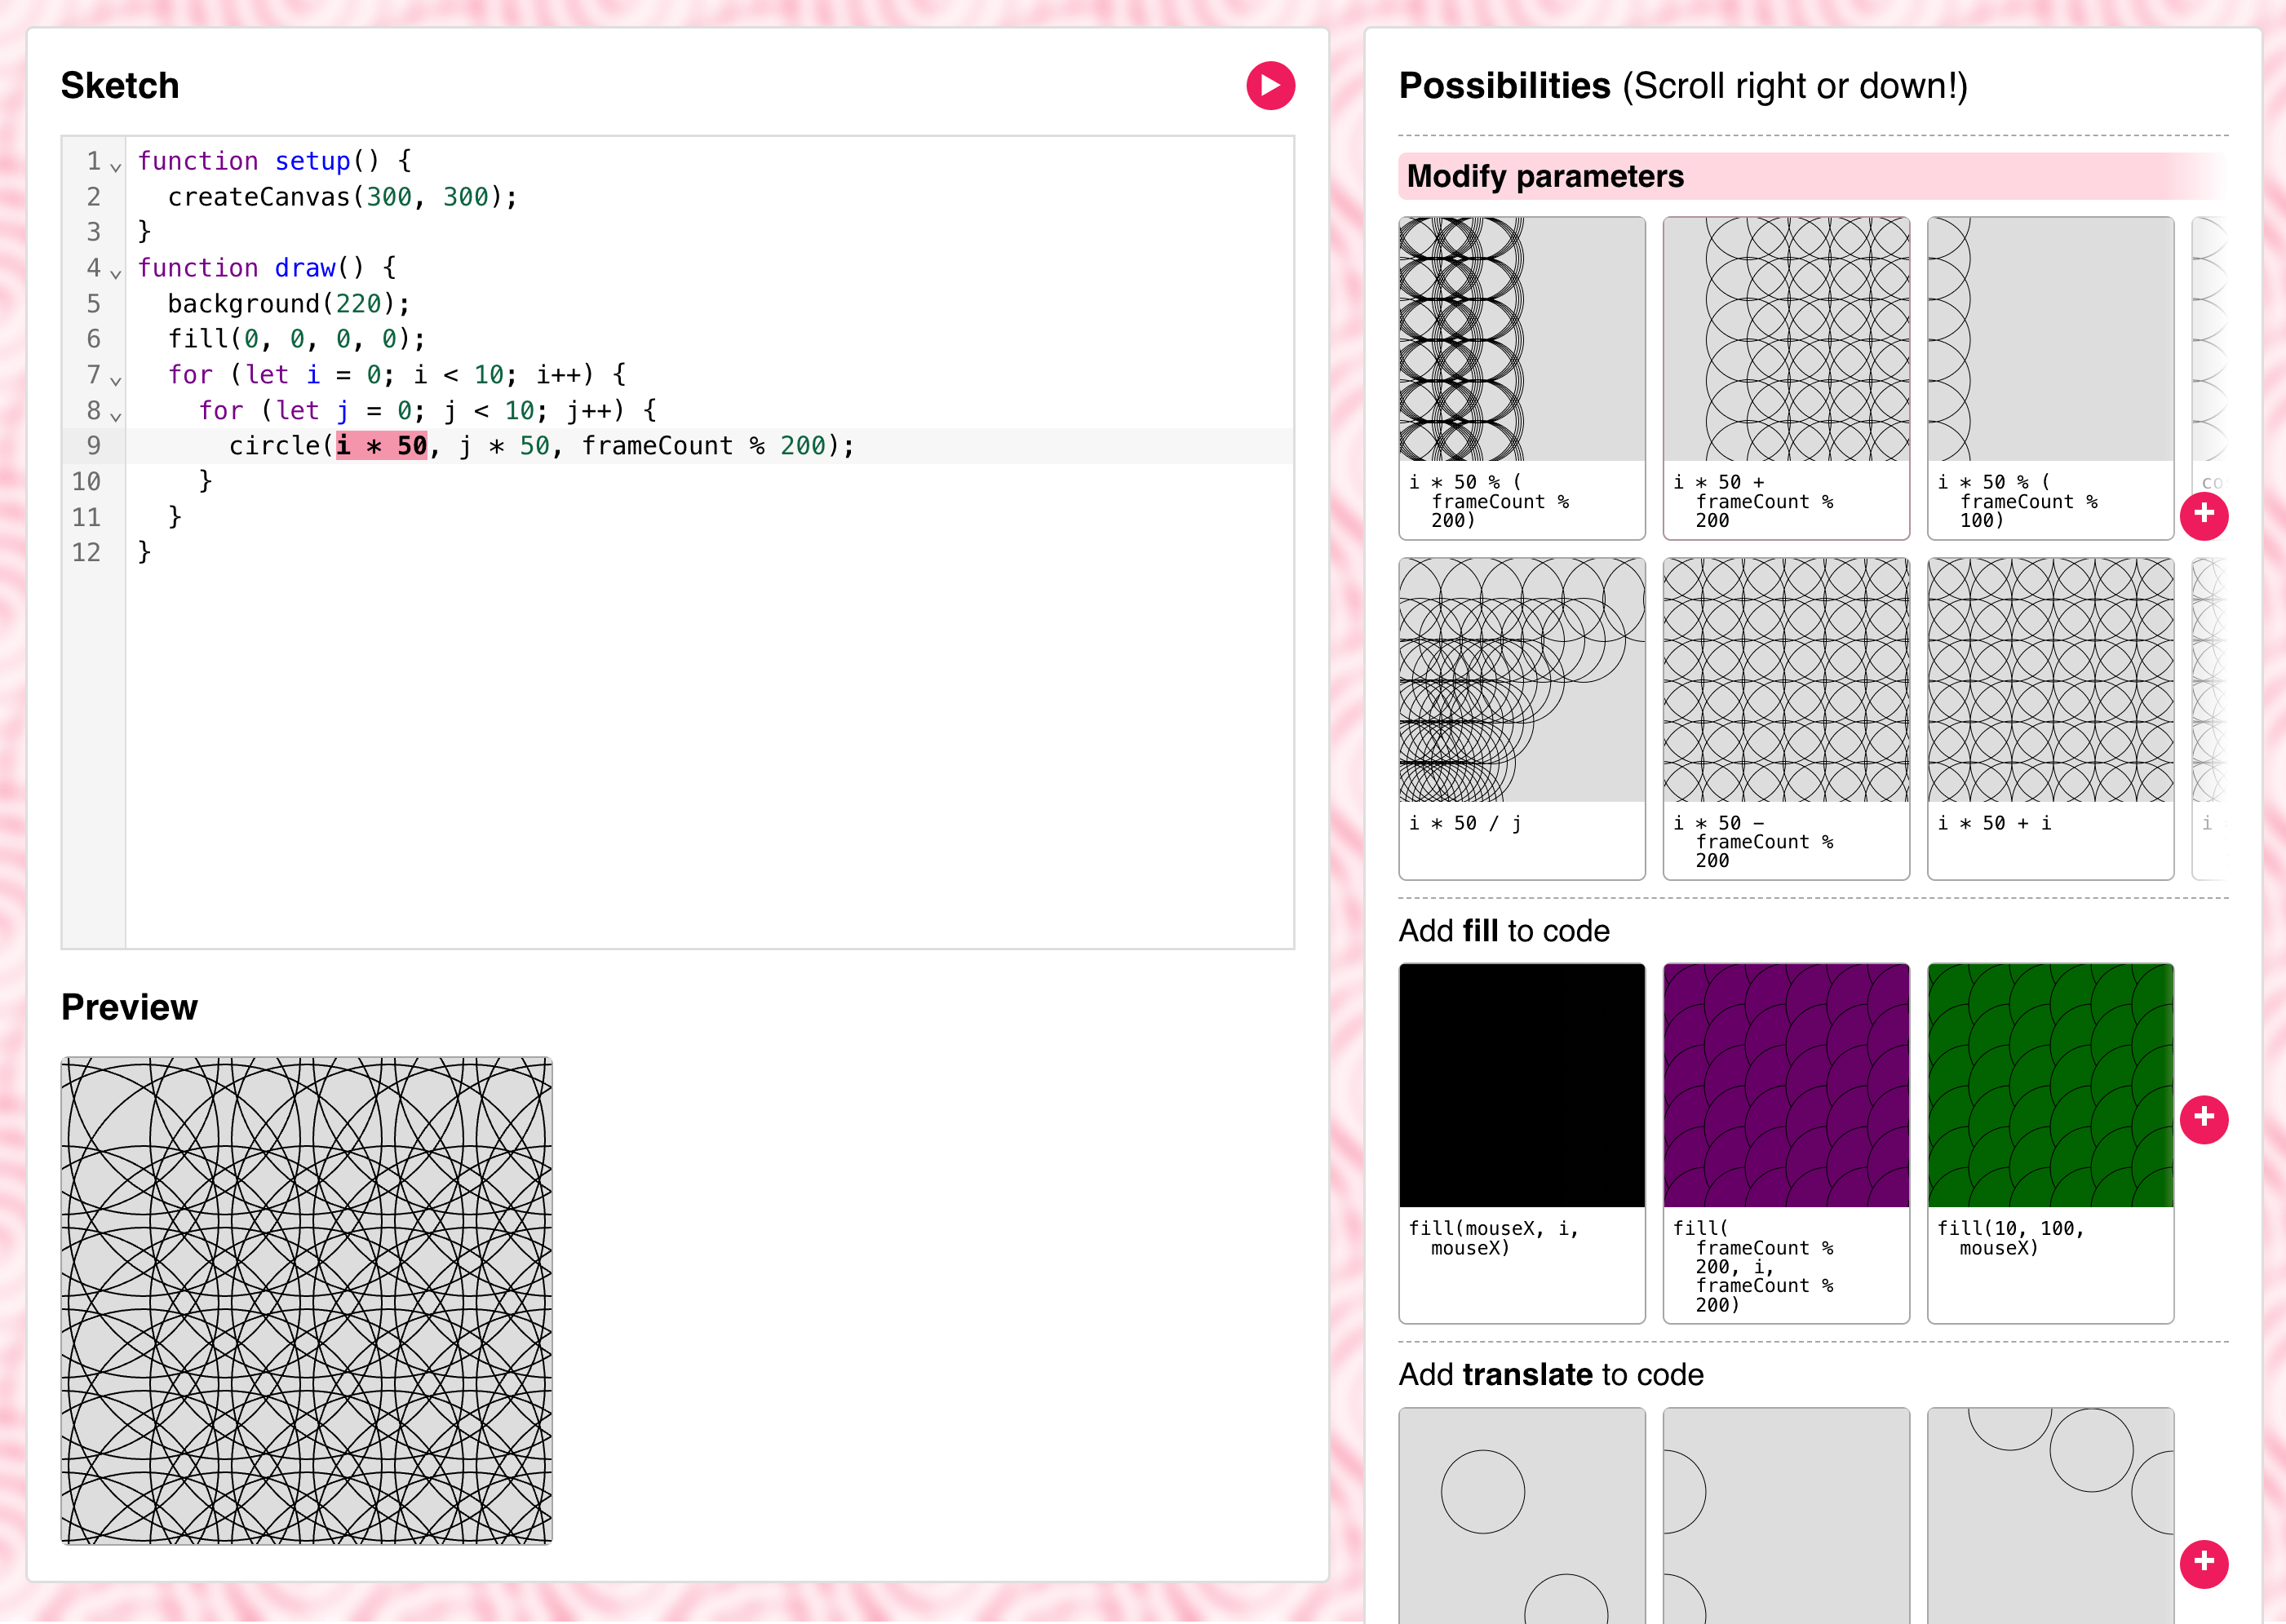 Sketch
1 function setup() {
2 createCanvas(300, 300);
3 }
4 function draw() {
5 background(220);
6 fill(0, 0, 0, 0);
7 for (let i = 0; i < 10; i++) {
8 for (let j = 0; j < 10; j++) {
9 circle(i * 50, j * 50, frameCount % 200);
10 }
11 }
12 }
Preview
Possibilities (Scroll right or down!)
Modify parameters
i * 50 % (
frameCount %
200)
i * 50 +
frameCount %
200
i * 50 % (
frameCount %
100)
co
+
i * 50 / j
i * 50 −
frameCount %
200
i * 50 + i
i
Add fill to code
fill(mouseX, i,
mouseX)
fill(
frameCount %
200, i,
frameCount %
200)
fill(10, 100,
mouseX)
+
Add translate to code
+